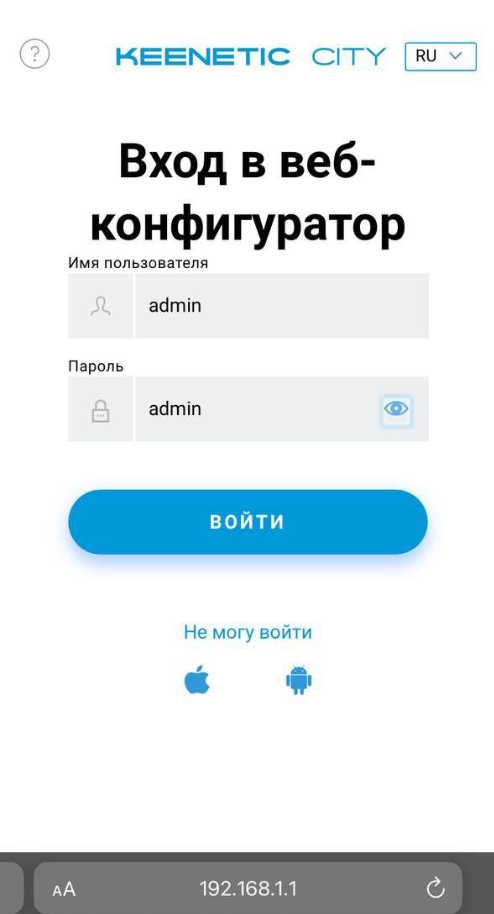 ?
KEENETIC CITY
RU
Вход в веб-
конфигуратор
Имя пользователя
admin
Пароль
admin
ВОЙТИ
Не могу войти
AA
192.168.1.1